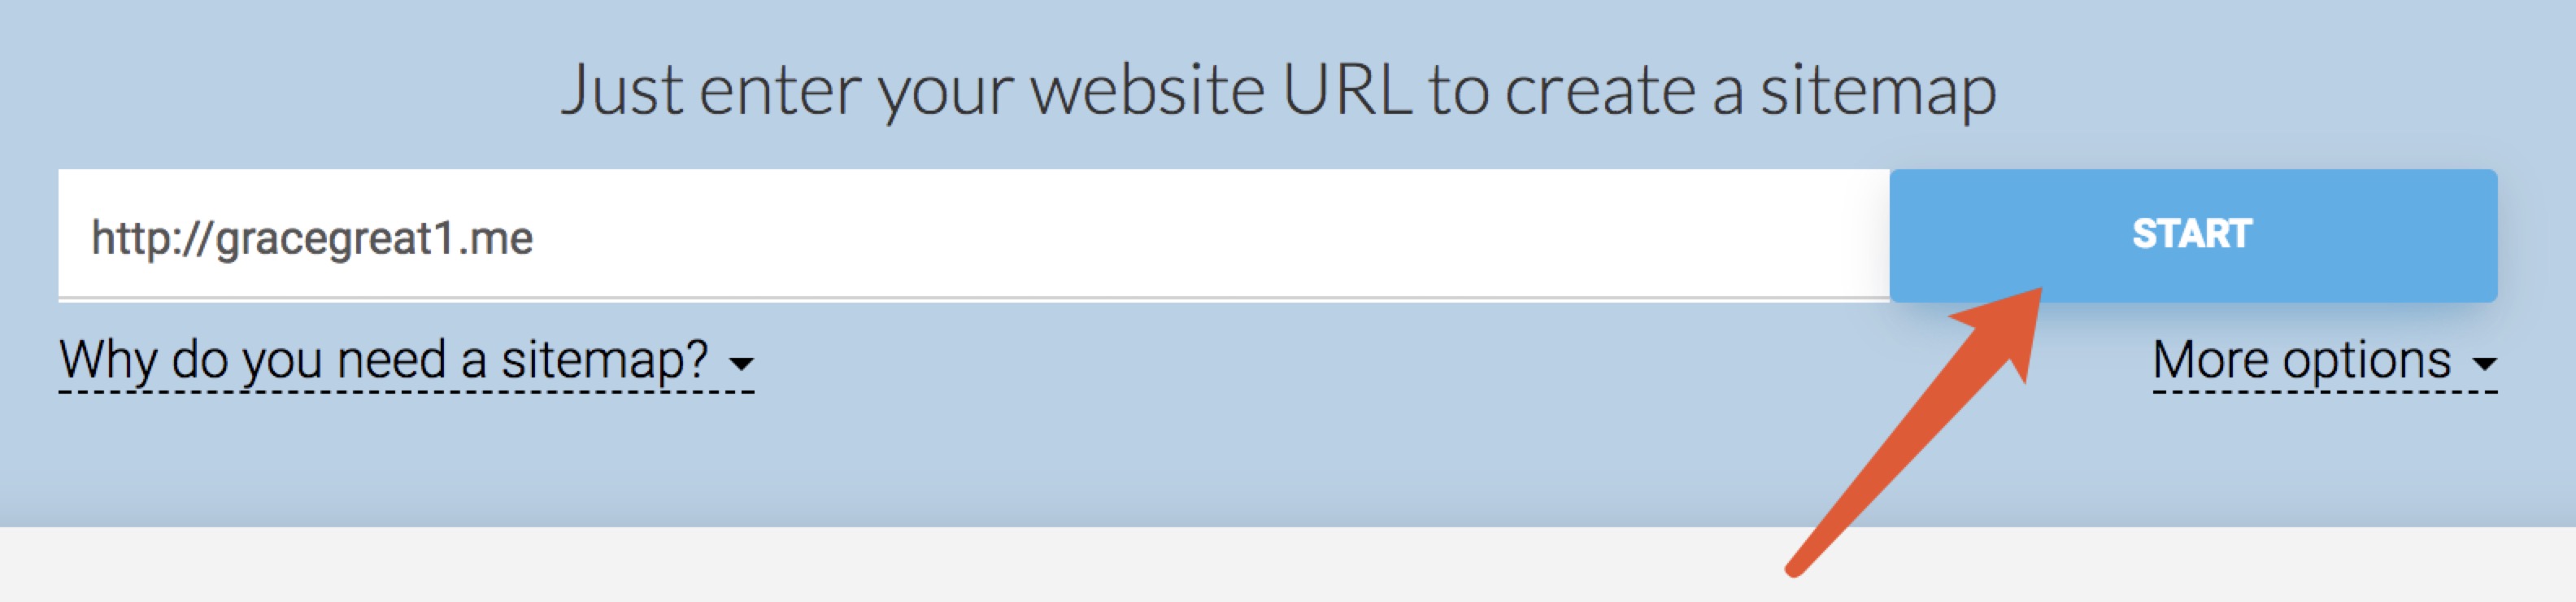 Just enter your website URL to create a sitemap
http://gracegreat1.me
START
Why do you need a sitemap?
More options